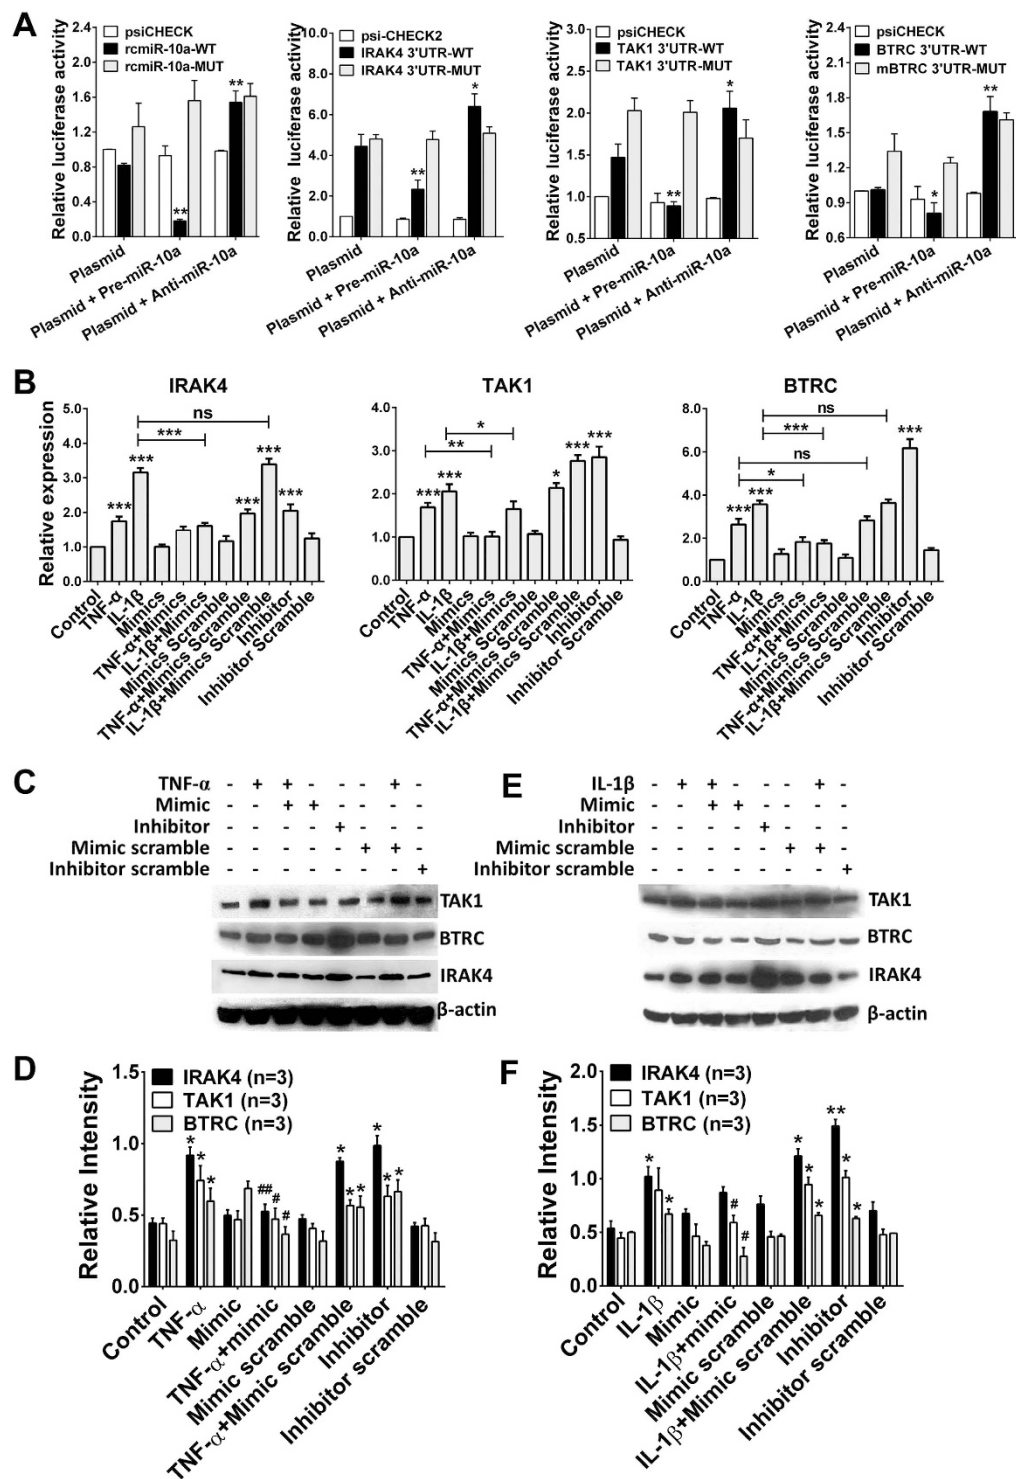 A
psiCHECK
rcmiR-10a-WT
rcmiR-10a-MUT
Relative luciferase activity
2.4
1.8
1.2
0.6
0.0
**
**
Plasmid
Plasmid + Pre-miR-10a
Plasmid + Anti-miR-10a
psi-CHECK2
IRAK4 3'UTR-WT
IRAK4 3'UTR-MUT
Relative luciferase activity
10.0
8.0
6.0
4.0
2.0
0.0
**
*
Plasmid
Plasmid + Pre-miR-10a
Plasmid + Anti-miR-10a
psiCHECK
TAK1 3'UTR-WT
TAK1 3'UTR-MUT
Relative luciferase activity
3.0
2.5
2.0
1.5
1.0
0.5
**
*
Plasmid
Plasmid + Pre-miR-10a
Plasmid + Anti-miR-10a
psiCHECK
BTRC 3'UTR-WT
mBTRC 3'UTR-MUT
Relative luciferase activity
2.4
2.1
1.8
1.5
1.2
0.9
0.6
*
**
Plasmid
Plasmid + Pre-miR-10a
Plasmid + Anti-miR-10a
B
IRAK4
Relative expression
5.0
4.0
3.0
2.0
1.0
0.0
ns
***
*** *** *** *** ***
Control
TNF-α
IL-1β
Mimics
TNF-α+Mimics
IL-1β+Mimics
Mimics Scramble
TNF-α+Mimics Scramble
IL-1β+Mimics Scramble
Inhibitor
Inhibitor Scramble
TAK1
4.0
3.0
2.0
1.0
0.0
*
**
*** *** * *** ***
Control
TNF-α
IL-1β
Mimics
TNF-α+Mimics
IL-1β+Mimics
Mimics Scramble
TNF-α+Mimics Scramble
IL-1β+Mimics Scramble
Inhibitor
Inhibitor Scramble
BTRC
8.0
6.0
4.0
2.0
0.0
ns
***
ns
*
*** *** ***
Control
TNF-α
IL-1β
Mimics
TNF-α+Mimics
IL-1β+Mimics
Mimics Scramble
TNF-α+Mimics Scramble
IL-1β+Mimics Scramble
Inhibitor
Inhibitor Scramble
C
TNF-α - + + - - - + -
Mimic - - + + - - - -
Inhibitor - - - - + - - -
Mimic scramble - - - - - + + -
Inhibitor scramble - - - - - - - +
TAK1
BTRC
IRAK4
β-actin
E
IL-1β - + + - - - + -
Mimic - - + + - - - -
Inhibitor - - - - + - - -
Mimic scramble - - - - - + + -
Inhibitor scramble - - - - - - - +
TAK1
BTRC
IRAK4
β-actin
D
IRAK4 (n=3)
TAK1 (n=3)
BTRC (n=3)
Relative Intensity
1.5
1.0
0.5
0.0
* * * ## # # * * * * * *
Control
TNF-α
Mimic
TNF-α+mimic
Mimic scramble
TNF-α+Mimic scramble
Inhibitor
Inhibitor scramble
F
IRAK4 (n=3)
TAK1 (n=3)
BTRC (n=3)
Relative Intensity
2.0
1.5
1.0
0.5
0.0
* * # # * * * ** * *
Control
IL-1β
Mimic
IL-1β+mimic
Mimic scramble
IL-1β+Mimic scramble
Inhibitor
Inhibitor scramble